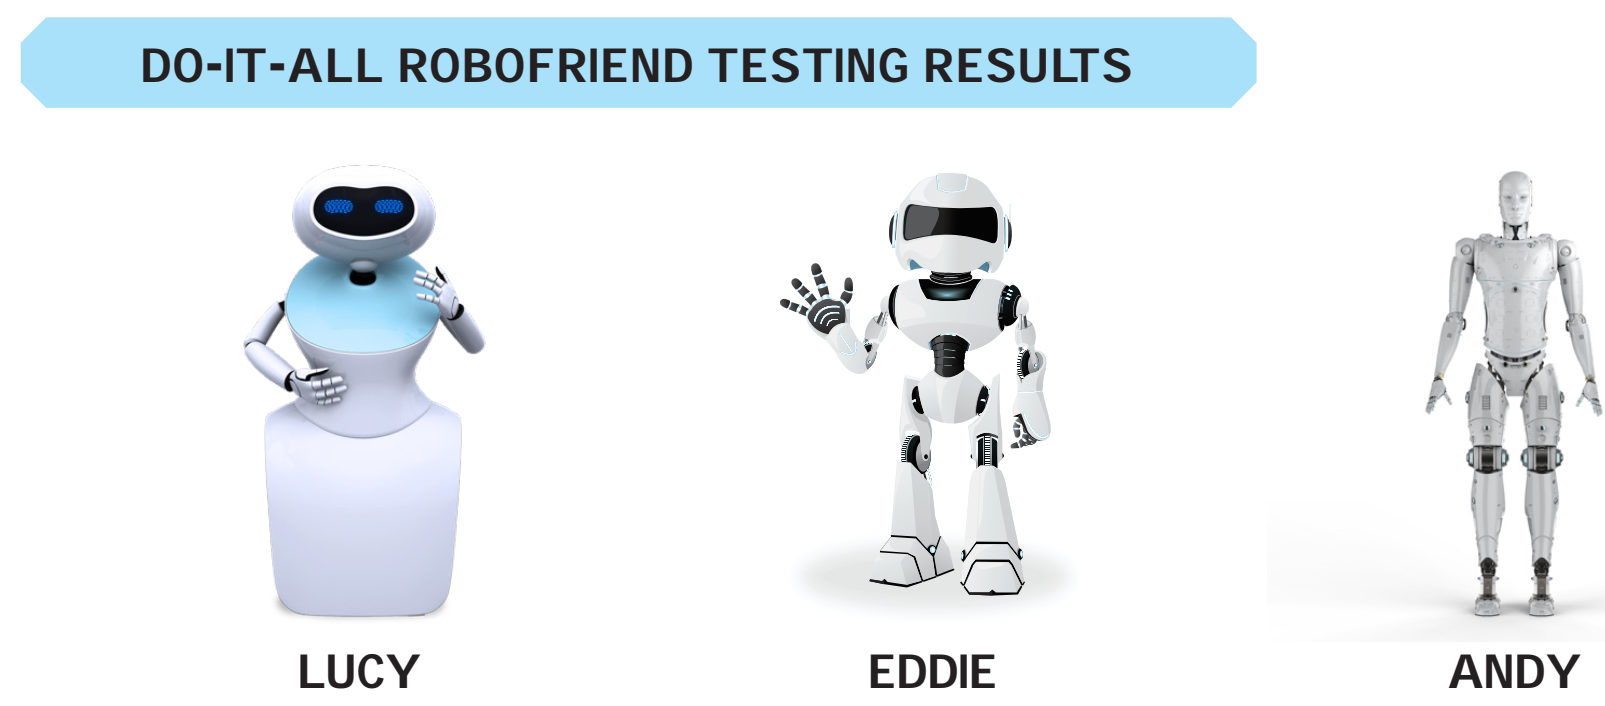 DO-IT-ALL ROBOFRIEND TESTING RESULTS
LUCY
EDDIE
ANDY